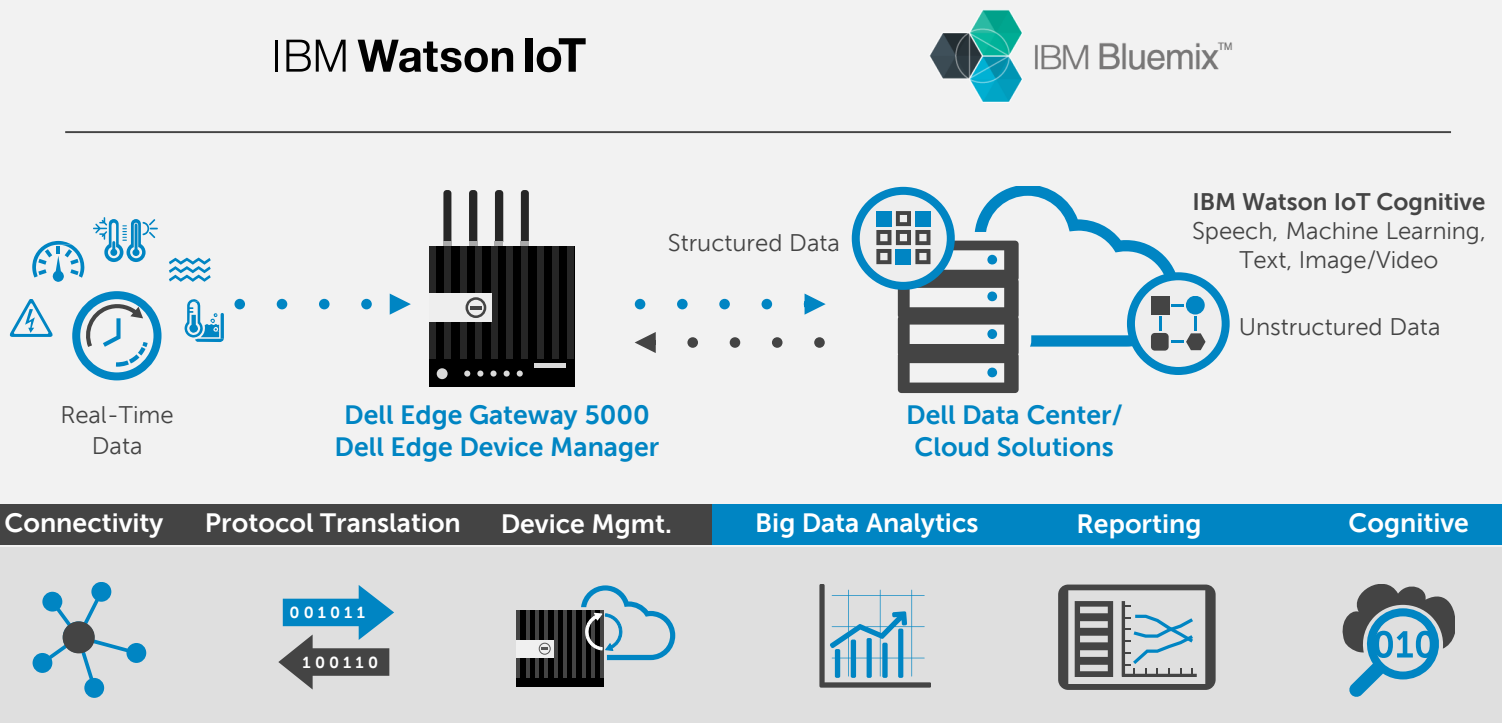 IBM Watson IoT
IBM Bluemix™
Structured Data
IBM Watson IoT Cognitive
Speech, Machine Learning,
Text, Image/Video
Unstructured Data
Real-Time
Data
Dell Edge Gateway 5000
Dell Edge Device Manager
Dell Data Center/
Cloud Solutions
Connectivity
Protocol Translation
Device Mgmt.
Big Data Analytics
Reporting
Cognitive
001011
100110
010